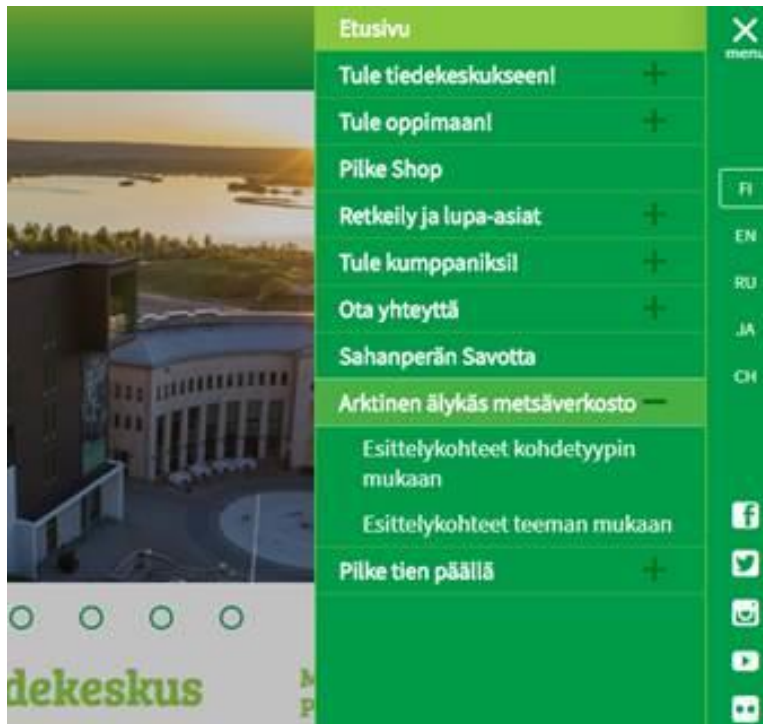 Etusivu
menu
Tule tiedekeskukseen!
Tule oppimaan!
Pilke Shop
FI
Retkeily ja lupa-asiat
EN
Tule kumppaniksi!
RU
Ota yhteyttä
JA
Sahanperän Savotta
CH
Arktinen älykäs metsäverkosto
Esittelykohteet kohdetyypin
mukaan
Esittelykohteet teeman mukaan
Pilke tien päällä
dekeskus
M
P